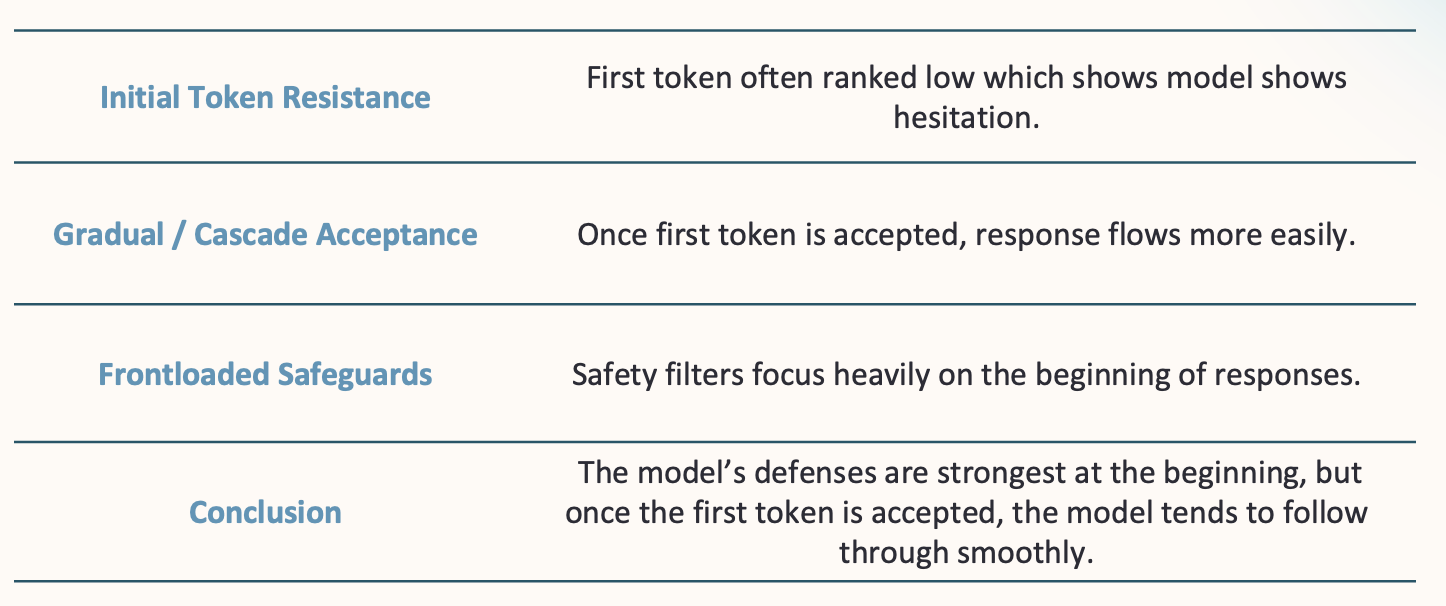 Initial Token Resistance
First token often ranked low which shows model shows
hesitation.
Gradual / Cascade Acceptance
Once first token is accepted, response flows more easily.
Frontloaded Safeguards
Safety filters focus heavily on the beginning of responses.
Conclusion
The model’s defenses are strongest at the beginning, but
once the first token is accepted, the model tends to follow
through smoothly.